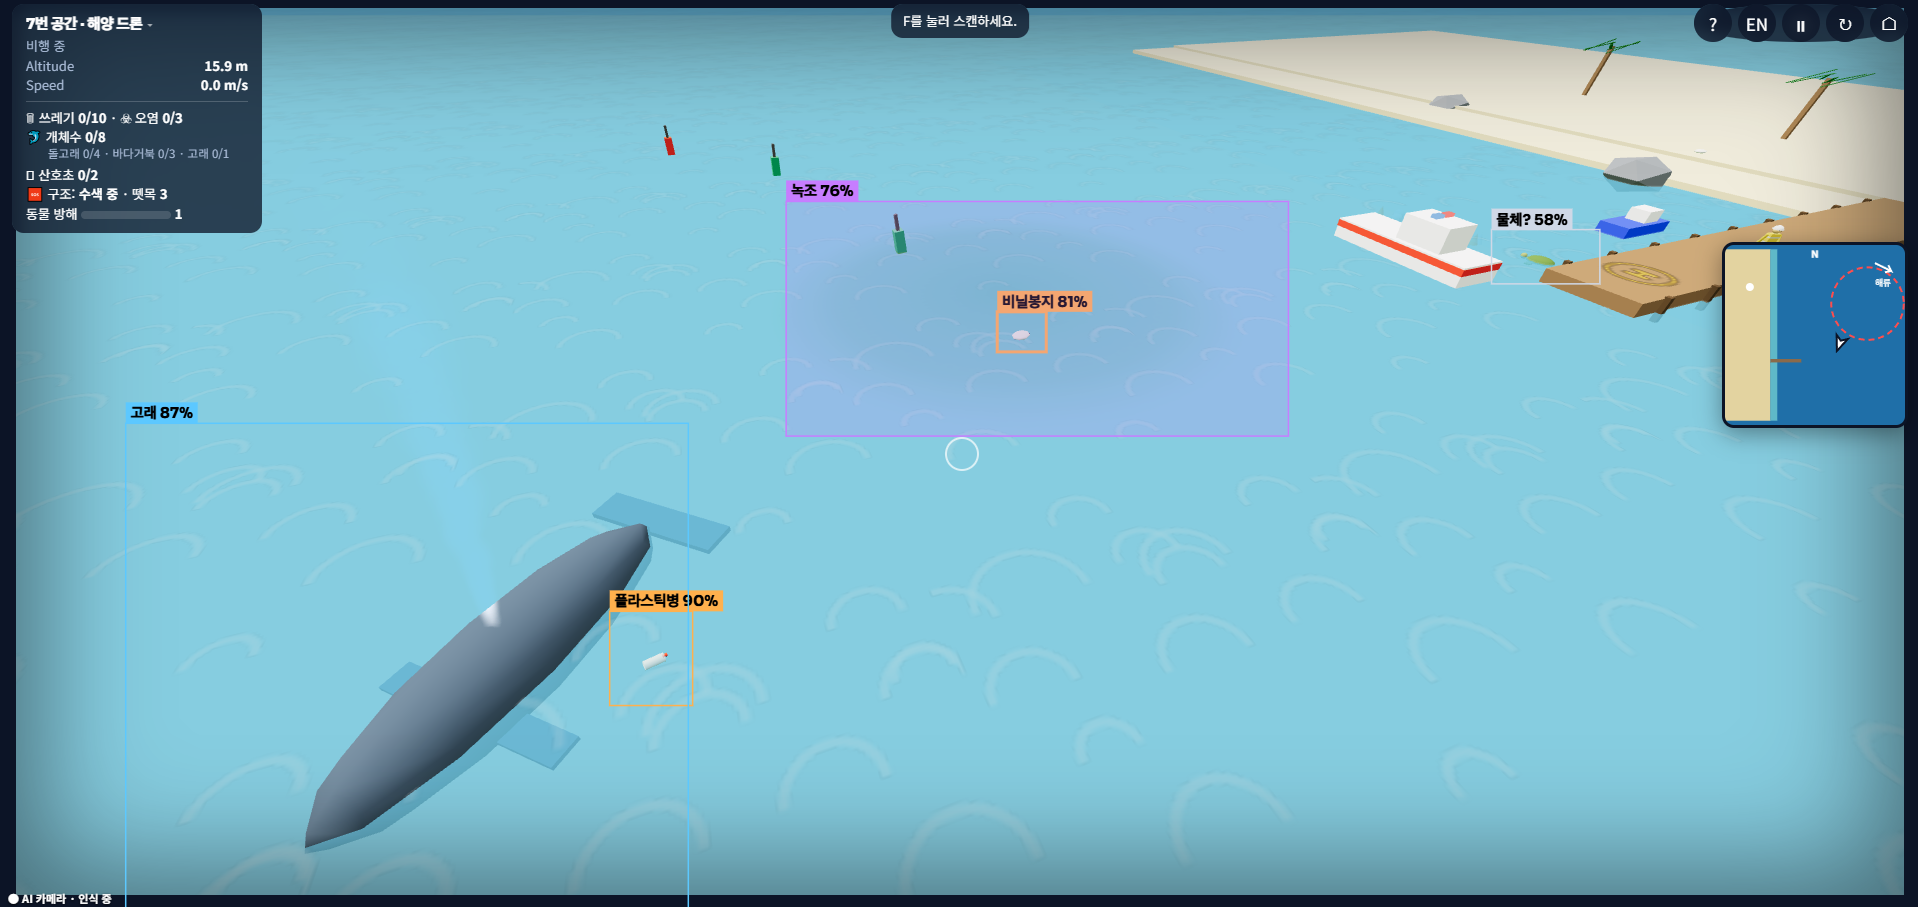 7번 공간 · 해양 드론
비행 중
Altitude 15.9 m
Speed 0.0 m/s
쓰레기 0/10 · 오염 0/3
개체수 0/8
돌고래 0/4 · 바다거북 0/3 · 고래 0/1
산호초 0/2
구조: 수색 중 · 뗏목 3
동물 방해 1
F를 눌러 스캔하세요.
? EN
녹조 76%
물체? 58%
비닐봉지 81%
고래 87%
플라스틱병 90%
N
해류
H
AI 카메라 · 인식 중